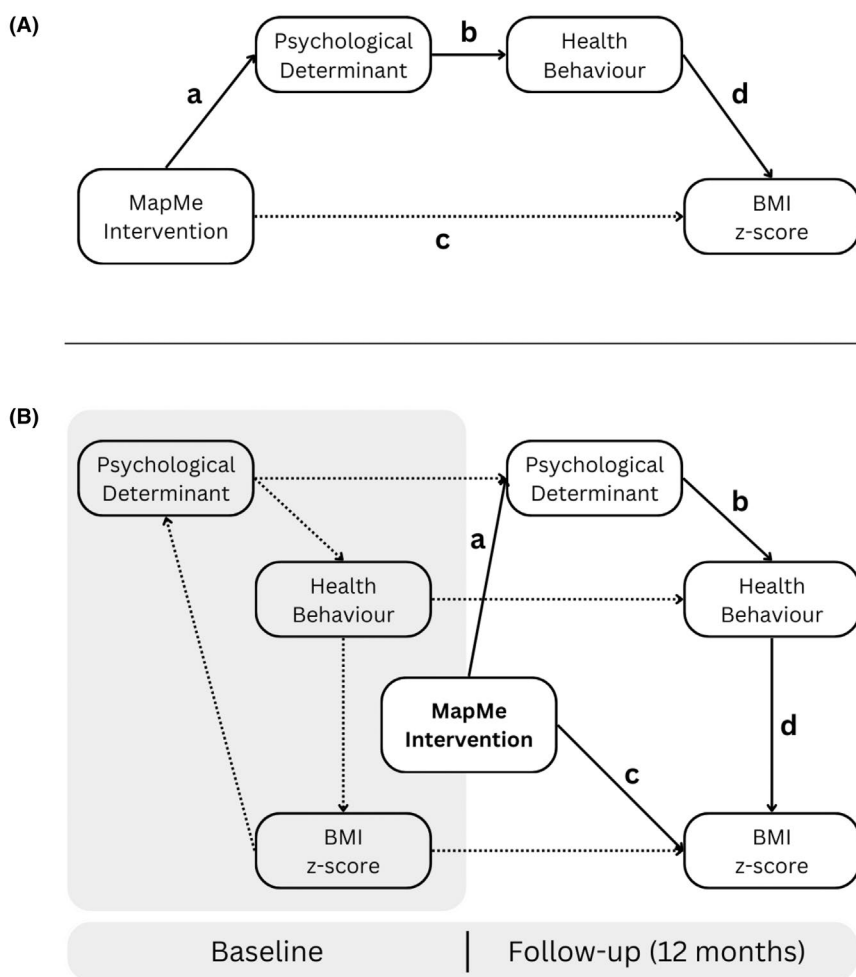 (A)
Psychological
Determinant
b
Health
Behaviour
a
d
MapMe
Intervention
c
BMI
z-score
(B)
Psychological
Determinant
Psychological
Determinant
b
a
Health
Behaviour
Health
Behaviour
MapMe
Intervention
d
c
BMI
z-score
BMI
z-score
Baseline
Follow-up (12 months)